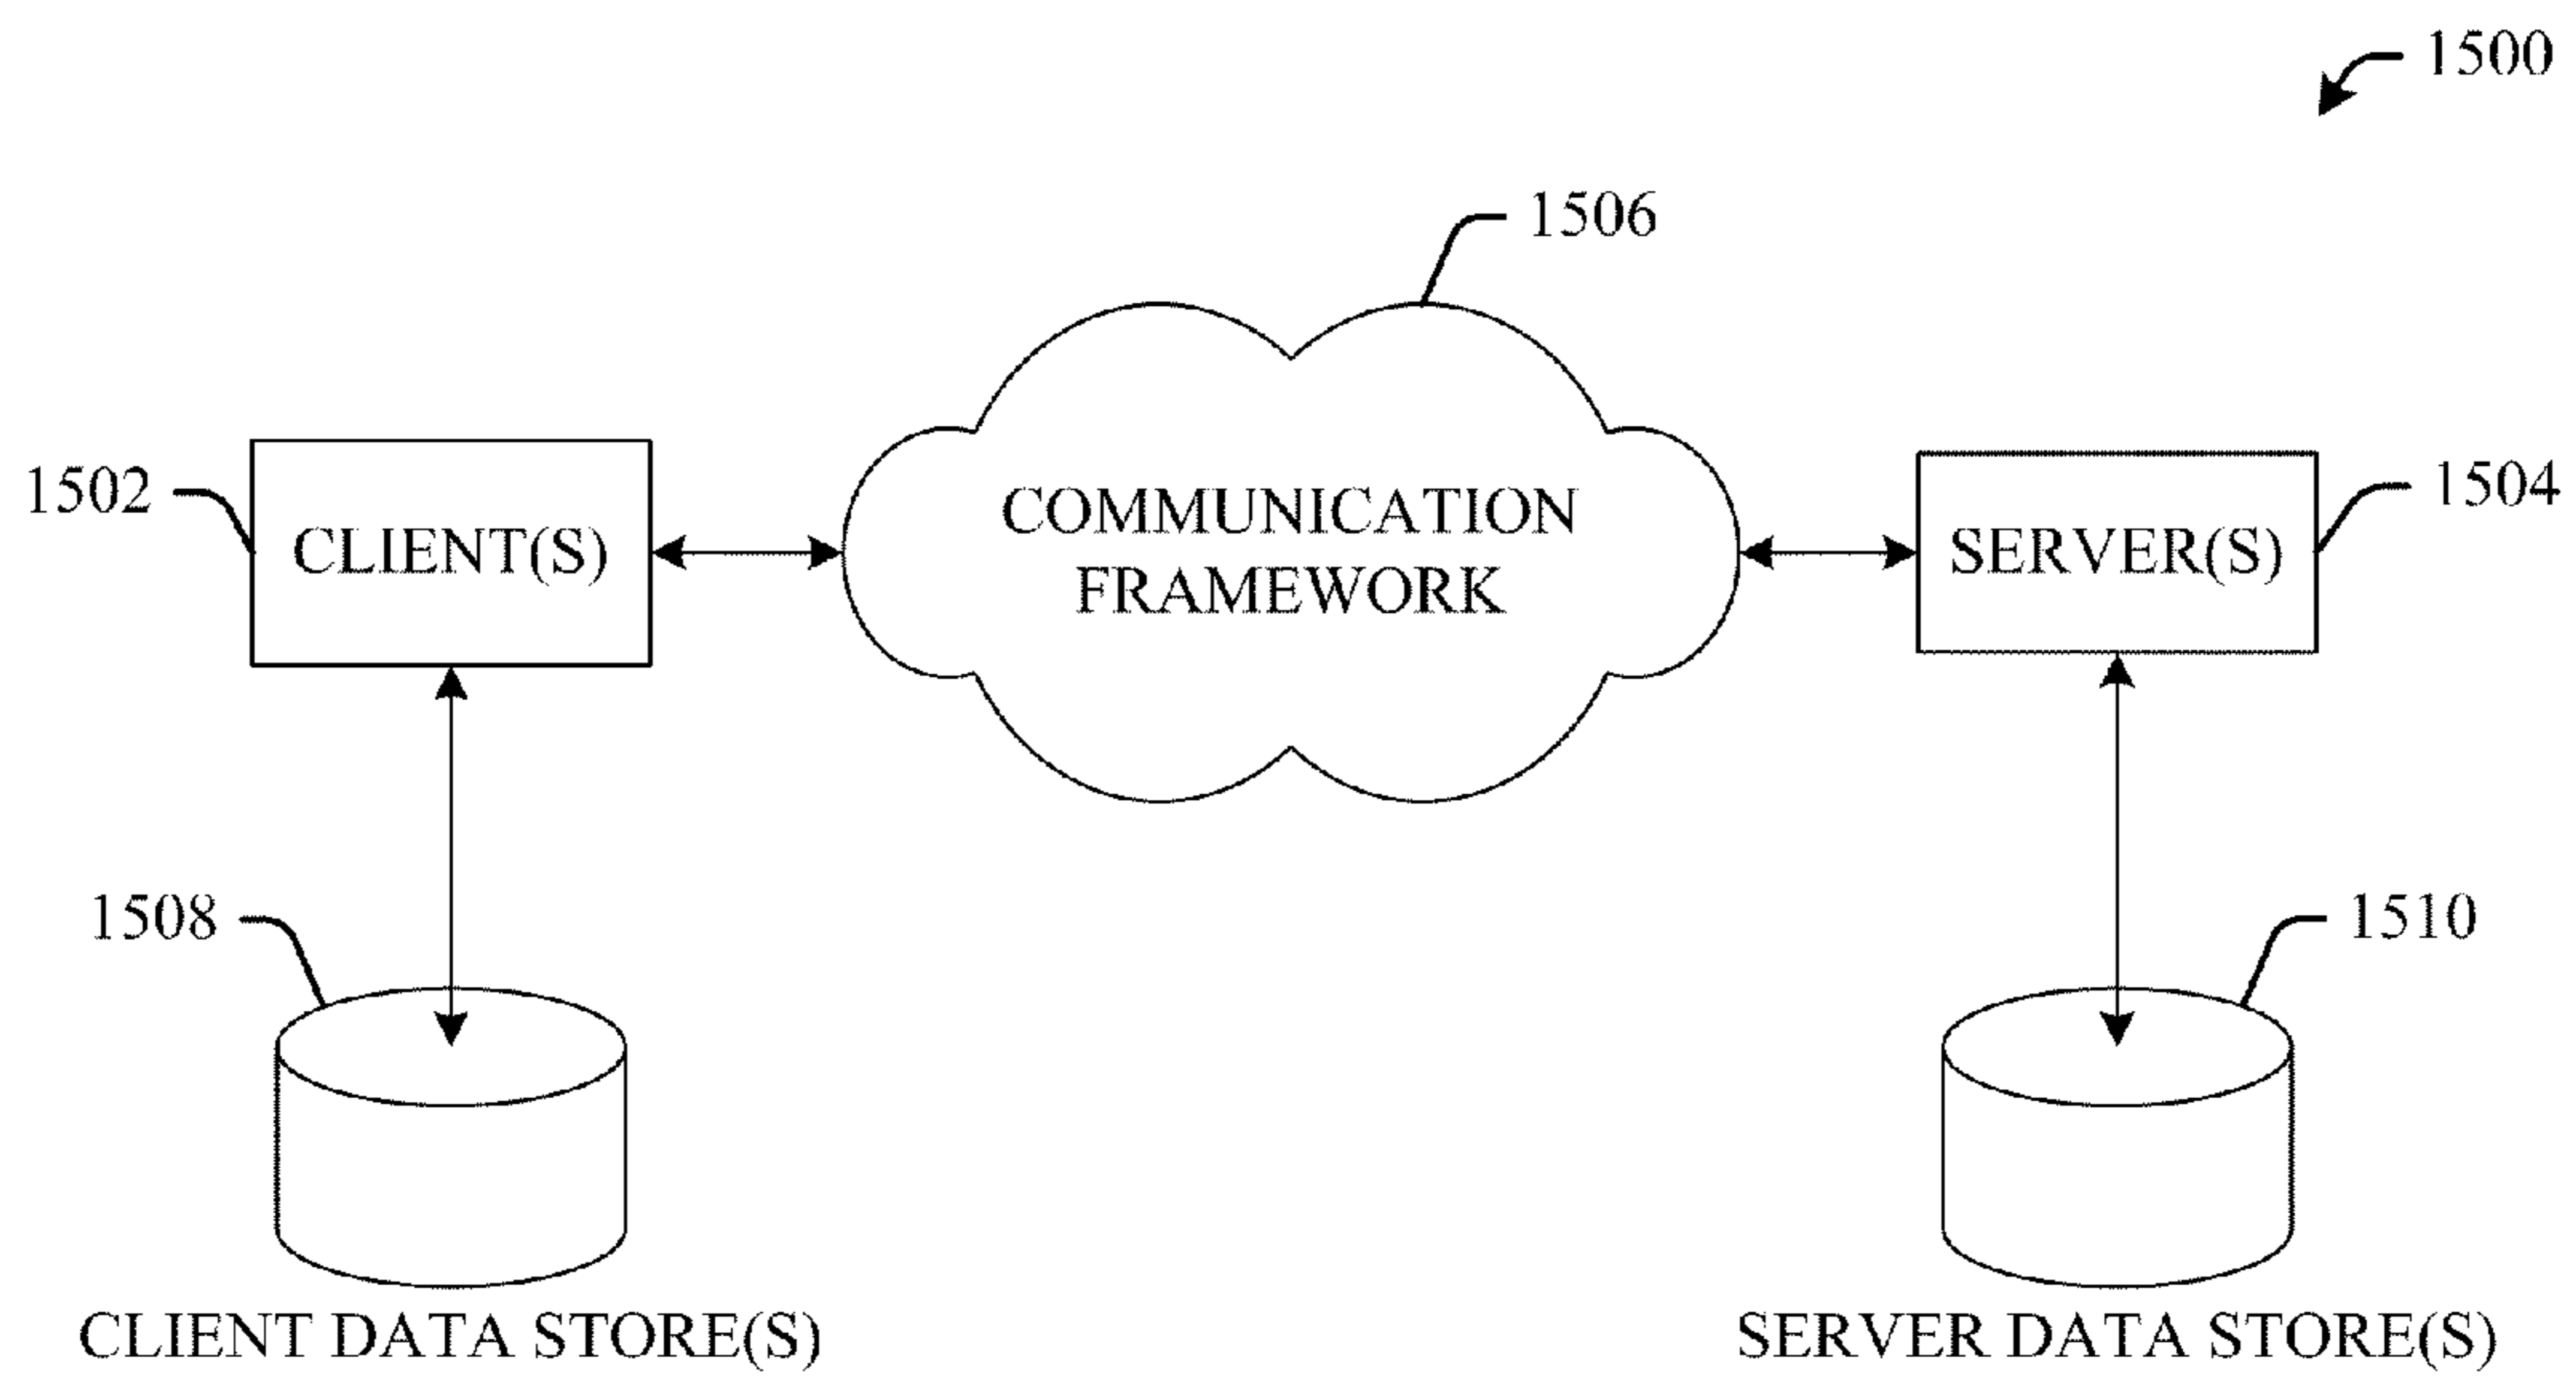 1500
1506
1502
CLIENT(S)
COMMUNICATION
FRAMEWORK
SERVER(S)
1504
1508
1510
CLIENT DATA STORE(S)
SERVER DATA STORE(S)